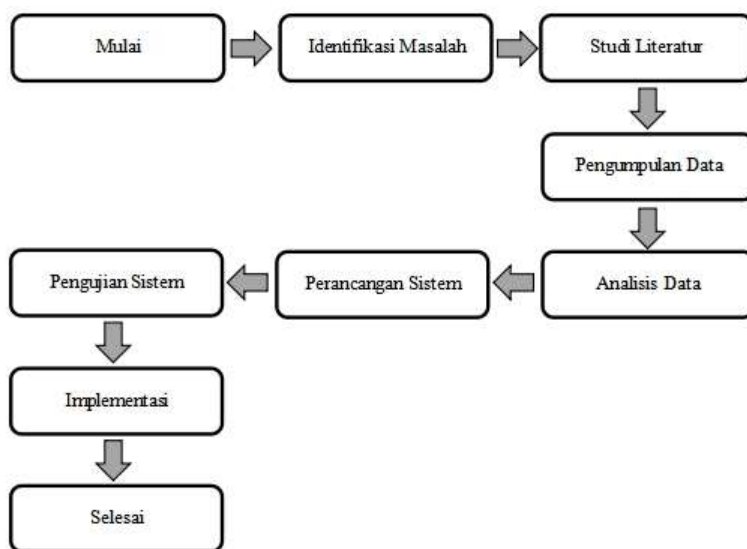 Mulai
Identifikasi Masalah
Studi Literatur
Pengumpulan Data
Analisis Data
Perancangan Sistem
Pengujian Sistem
Implementasi
Selesai